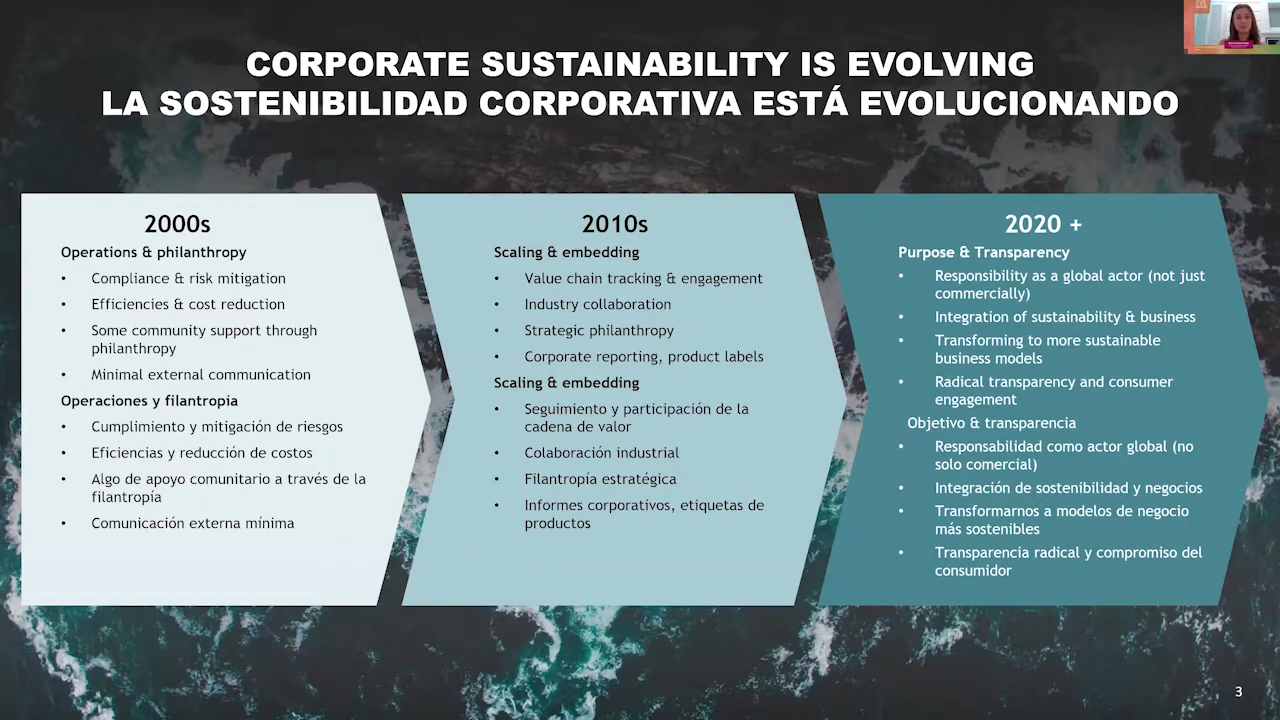 CORPORATE SUSTAINABILITY IS EVOLVING
LA SOSTENIBILIDAD CORPORATIVA ESTÁ EVOLUCIONANDO
2000s
Operations & philanthropy
• Compliance & risk mitigation
• Efficiencies & cost reduction
• Some community support through
philanthropy
• Minimal external communication
Operaciones y filantropía
• Cumplimiento y mitigación de riesgos
• Eficiencias y reducción de costos
• Algo de apoyo comunitario a través de la
filantropía
• Comunicación externa mínima
2010s
Scaling & embedding
• Value chain tracking & engagement
• Industry collaboration
• Strategic philanthropy
• Corporate reporting, product labels
Scaling & embedding
• Seguimiento y participación de la
cadena de valor
• Colaboración industrial
• Filantropía estratégica
• Informes corporativos, etiquetas de
productos
2020 +
Purpose & Transparency
• Responsibility as a global actor (not just
commercially)
• Integration of sustainability & business
• Transforming to more sustainable
business models
• Radical transparency and consumer
engagement
Objetivo & transparencia
• Responsabilidad como actor global (no
solo comercial)
• Integración de sostenibilidad y negocios
• Transformarnos a modelos de negocio
más sostenibles
• Transparencia radical y compromiso del
consumidor
3